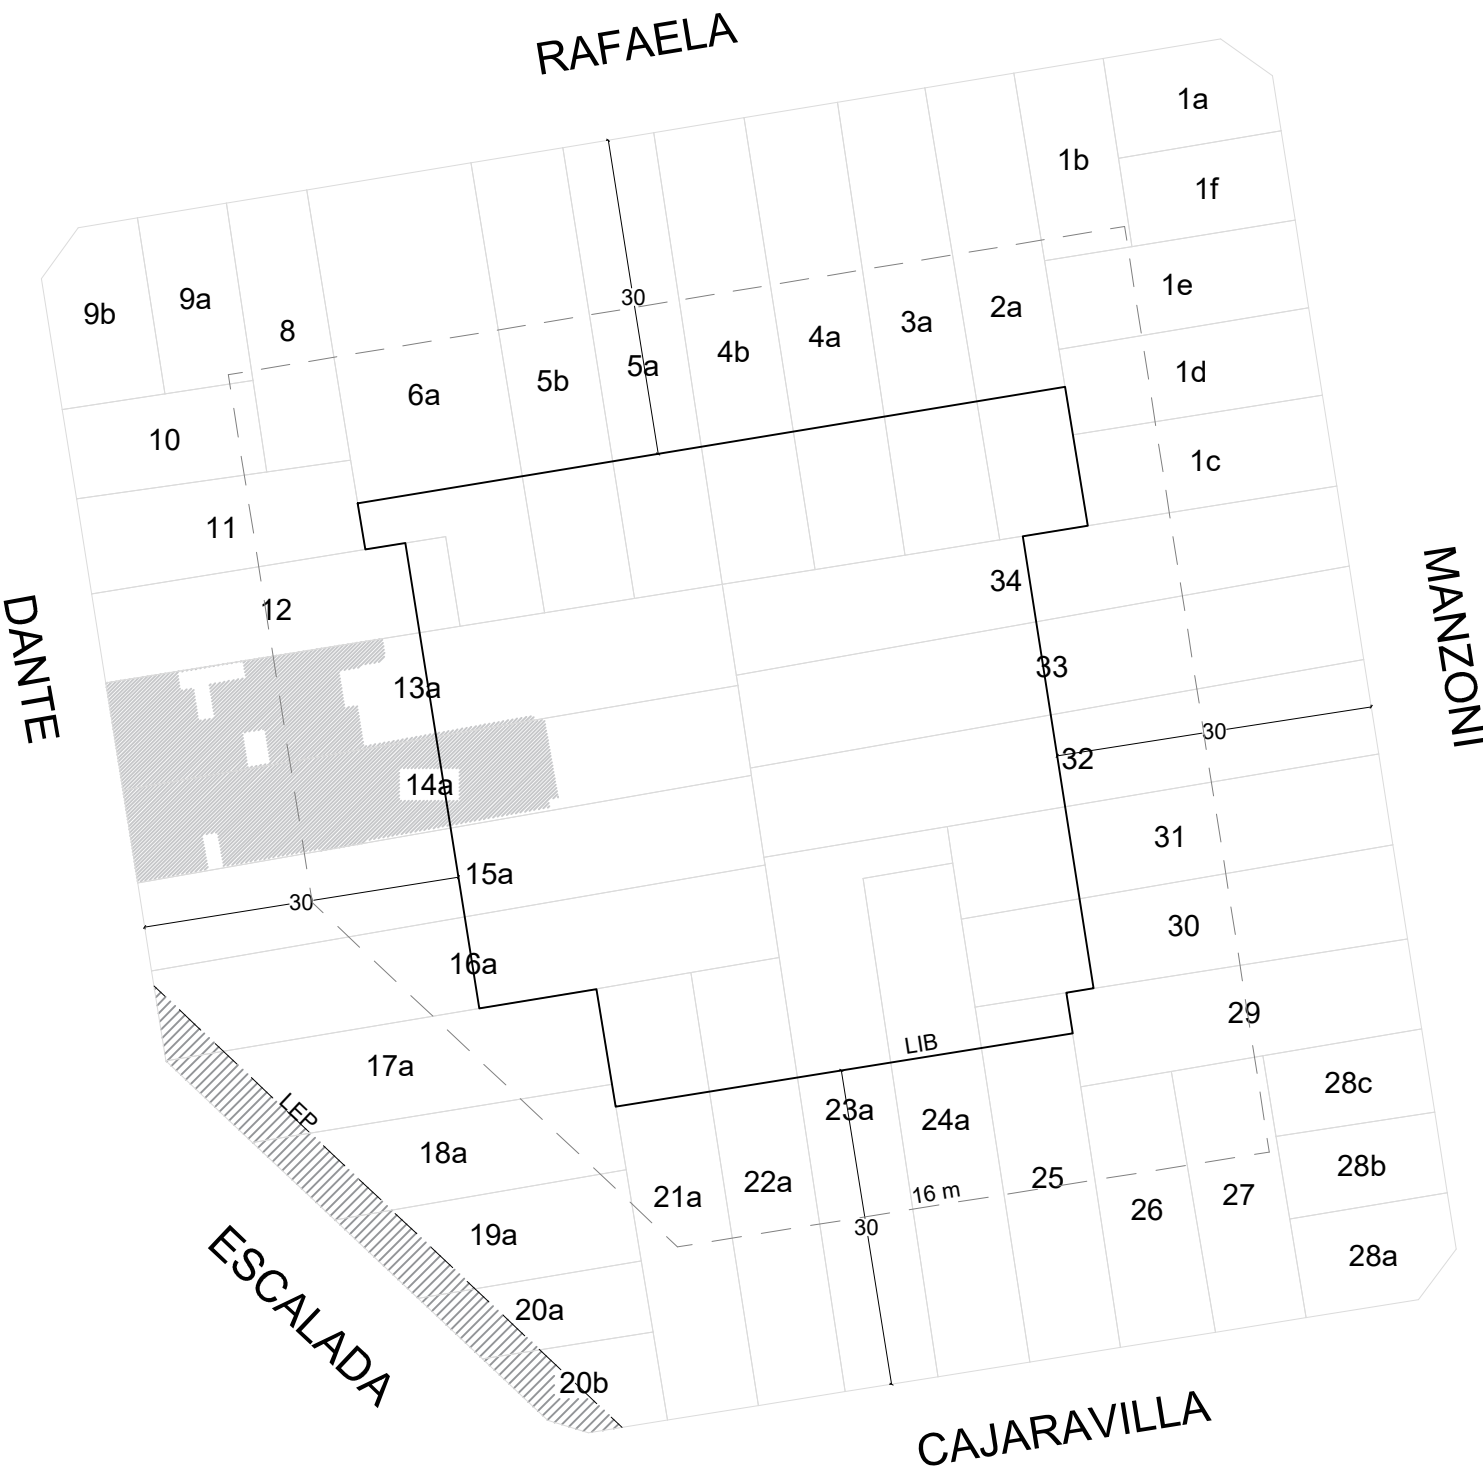 RAFAELA
1a
1b
1f
1e
9a
9b
30
2a
3a
8
4a
4b
5a
1d
5b
6a
10
1c
11
34
12
DANTE
MANZONI
33
13a
30
32
14a
31
15a
30
30
16a
29
LIB
17a
28c
LEP
23a
24a
18a
28b
25
22a
16 m
21a
27
26
30
19a
28a
ESCALADA
20a
20b
CAJARAVILLA